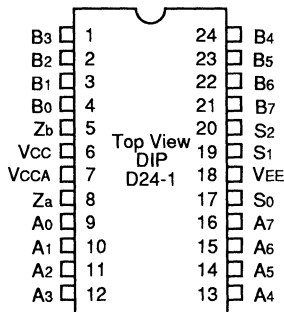 B3 1 24 B4
B2 2 23 B5
B1 3 22 B6
B0 4 21 B7
Zb 5 20 S2
VCC 6 Top View 19 S1
VCCA 7 DIP 18 VEE
Za 8 D24-1 17 S0
A0 9 16 A7
A1 10 15 A6
A2 11 14 A5
A3 12 13 A4